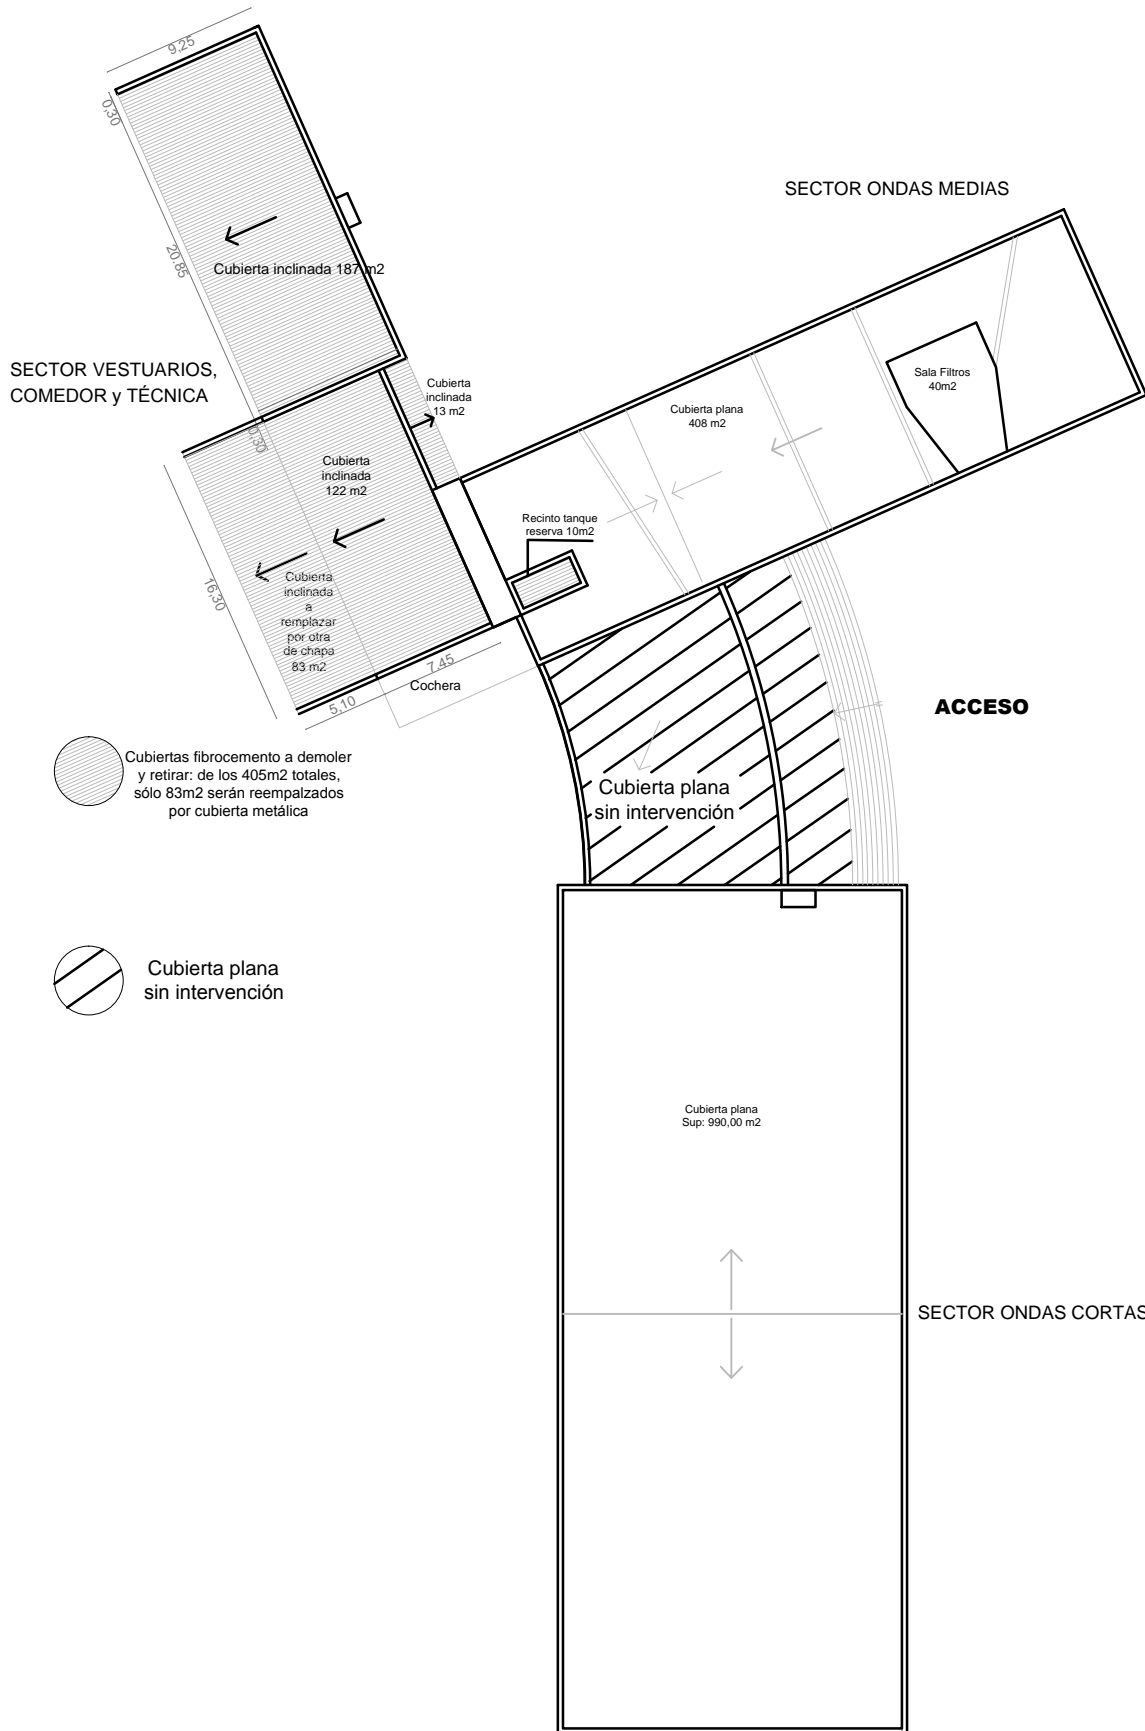 9,25
0,30
SECTOR ONDAS MEDIAS
20.85
Cubierta inclinada 187 m2
SECTOR VESTUARIOS,
COMEDOR y TÉCNICA
Cubierta
inclinada
13 m2
Sala Filtros
40m2
Cubierta plana
408 m2
Cubierta
inclinada
122 m2
Recinto tanque
reserva 10m2
16,30
Cubierta
inclinada
a
remplazar
por otra
de chapa
83 m2
7.45
Cochera
5,10
ACCESO
Cubiertas fibrocemento a demoler
y retirar: de los 405m2 totales,
sólo 83m2 serán reempalzados
por cubierta metálica
Cubierta plana
sin intervención
Cubierta plana
sin intervención
Cubierta plana
Sup: 990,00 m2
SECTOR ONDAS CORTAS